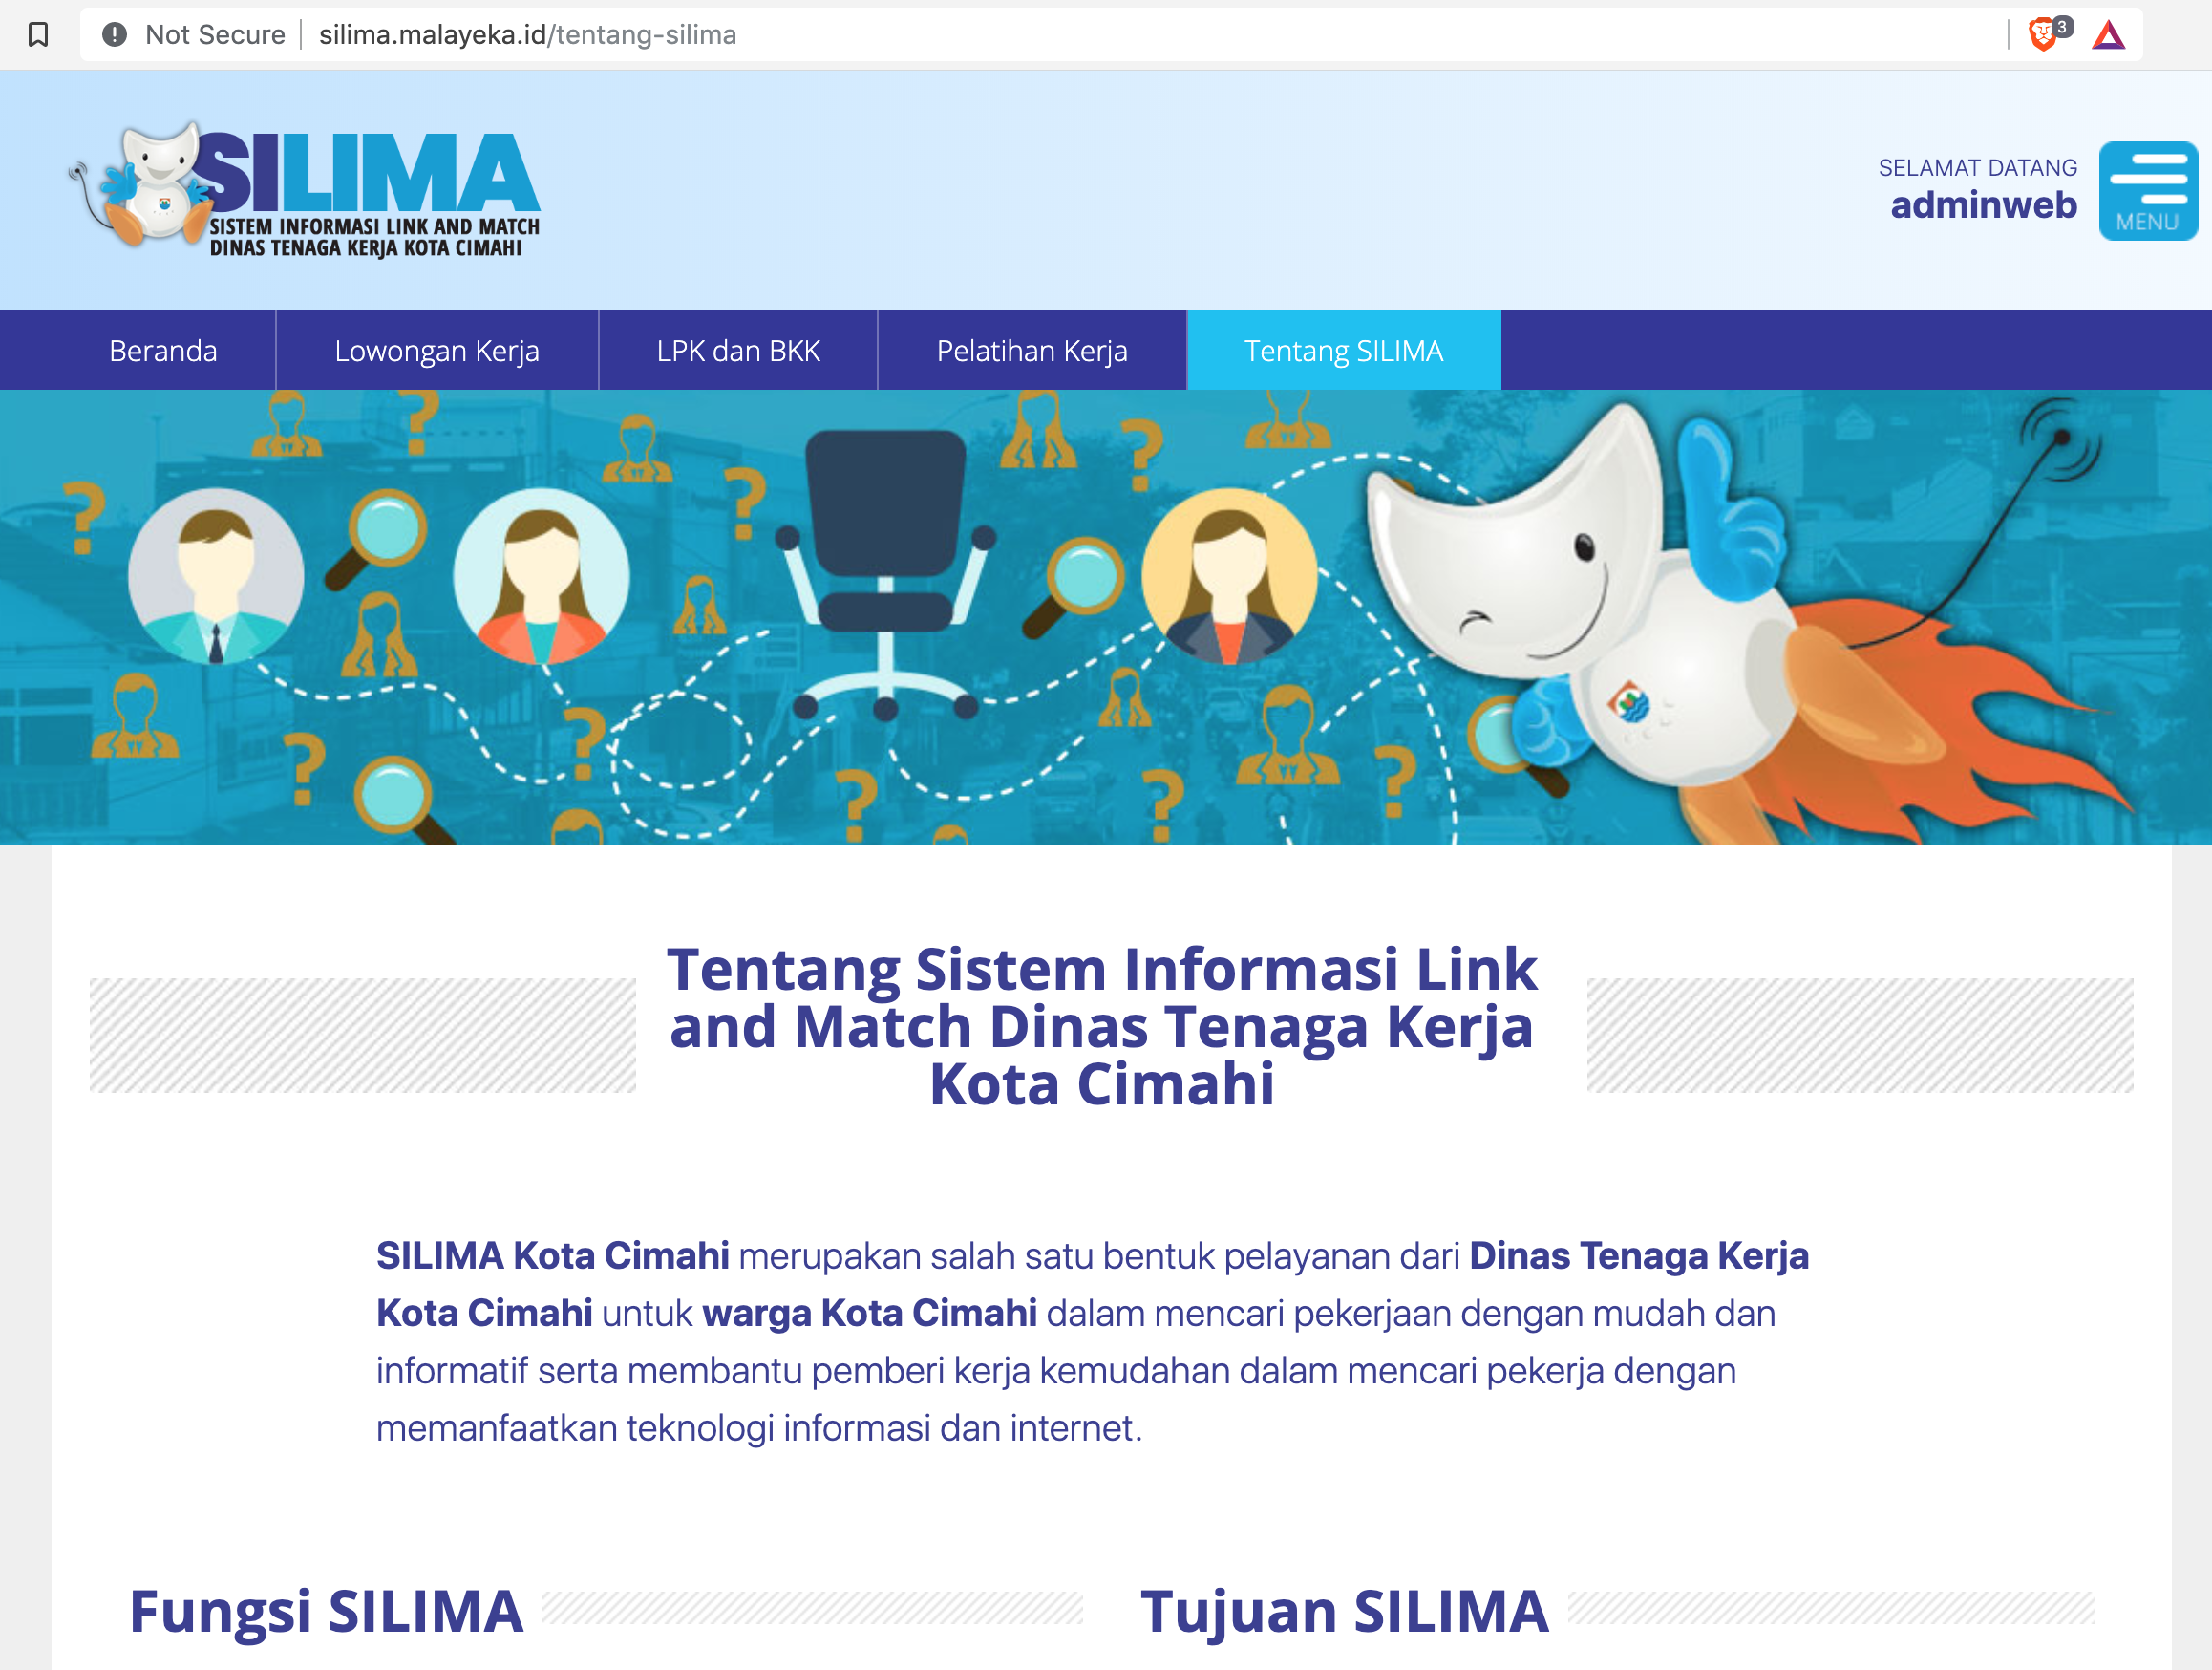 Not Secure
silima.malayeka.id/tentang-silima
3
SILIMA
SISTEM INFORMASI LINK AND MATCH
DINAS TENAGA KERJA KOTA CIMAHI
SELAMAT DATANG
adminweb
MENU
Beranda
Lowongan Kerja
LPK dan BKK
Pelatihan Kerja
Tentang SILIMA
Tentang Sistem Informasi Link
and Match Dinas Tenaga Kerja
Kota Cimahi
SILIMA Kota Cimahi merupakan salah satu bentuk pelayanan dari Dinas Tenaga Kerja
Kota Cimahi untuk warga Kota Cimahi dalam mencari pekerjaan dengan mudah dan
informatif serta membantu pemberi kerja kemudahan dalam mencari pekerja dengan
memanfaatkan teknologi informasi dan internet.
Fungsi SILIMA
Tujuan SILIMA